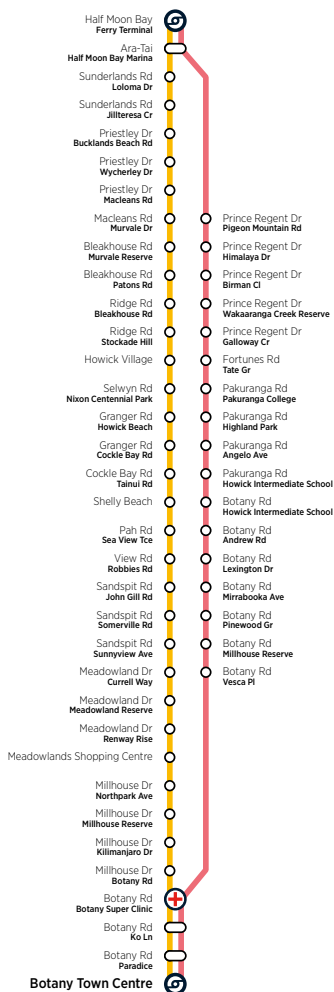 Half Moon Bay
Ferry Terminal
Ara-Tai
Half Moon Bay Marina
Sunderlands Rd
Loloma Dr
Sunderlands Rd
Jillteresa Cr
Priestley Dr
Bucklands Beach Rd
Priestley Dr
Wycherley Dr
Priestley Dr
Macleans Rd
Macleans Rd
Murvale Dr
Bleakhouse Rd
Murvale Reserve
Bleakhouse Rd
Patons Rd
Ridge Rd
Bleakhouse Rd
Ridge Rd
Stockade Hill
Howick Village
Selwyn Rd
Nixon Centennial Park
Granger Rd
Howick Beach
Granger Rd
Cockle Bay Rd
Cockle Bay Rd
Tainui Rd
Shelly Beach
Pah Rd
Sea View Tce
View Rd
Robbies Rd
Sandspit Rd
John Gill Rd
Sandspit Rd
Somerville Rd
Sandspit Rd
Sunnyview Ave
Meadowland Dr
Currell Way
Meadowland Dr
Meadowland Reserve
Meadowland Dr
Renway Rise
Meadowlands Shopping Centre
Millhouse Dr
Northpark Ave
Millhouse Dr
Millhouse Reserve
Millhouse Dr
Kilimanjaro Dr
Millhouse Dr
Botany Rd
Prince Regent Dr
Pigeon Mountain Rd
Prince Regent Dr
Himalaya Dr
Prince Regent Dr
Birman Cl
Prince Regent Dr
Wakaaranga Creek Reserve
Prince Regent Dr
Galloway Cr
Fortunes Rd
Tate Gr
Pakuranga Rd
Pakuranga College
Pakuranga Rd
Highland Park
Pakuranga Rd
Angelo Ave
Pakuranga Rd
Howick Intermediate School
Botany Rd
Howick Intermediate School
Botany Rd
Andrew Rd
Botany Rd
Lexington Dr
Botany Rd
Mirrabooka Ave
Botany Rd
Pinewood Gr
Botany Rd
Millhouse Reserve
Botany Rd
Vesca Pl
Botany Rd
Botany Super Clinic
Botany Rd
Ko Ln
Botany Rd
Paradice
Botany Town Centre